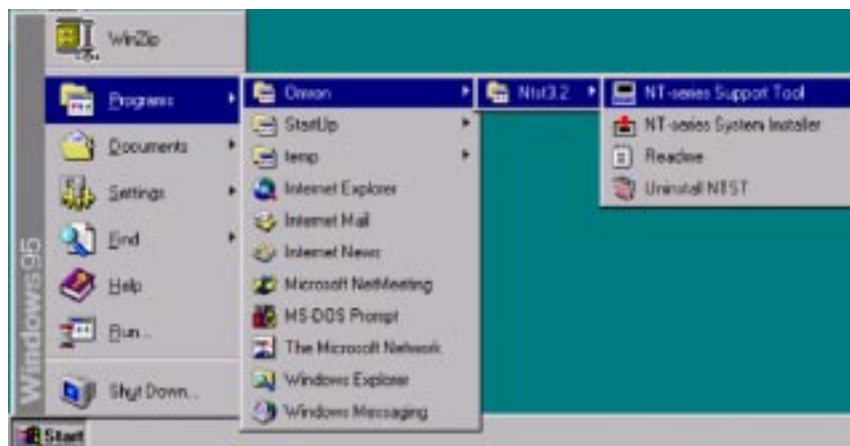 WinZip
Programs
Documents
Settings
Find
Help
Run...
Shut Down...
Windows 95
Start
Omron
StartUp
temp
Internet Explorer
Internet Mail
Internet News
Microsoft NetMeeting
MS-DOS Prompt
The Microsoft Network
Windows Explorer
Windows Messaging
Ntst3.2
NT-series Support Tool
NT-series System Installer
Readme
Uninstall NTST